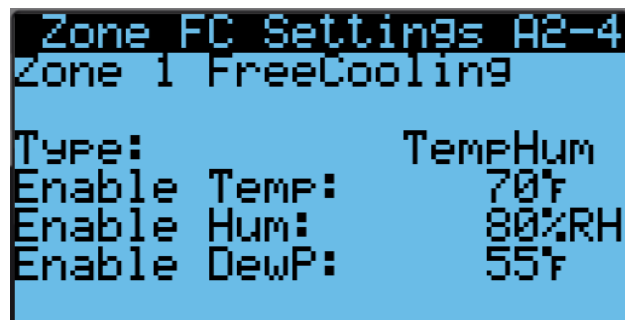 Zone FC Settings A2-4
Zone 1 FreeCooling
Type: TempHum
Enable Temp: 70°F
Enable Hum: 80%RH
Enable DewP: 55°F